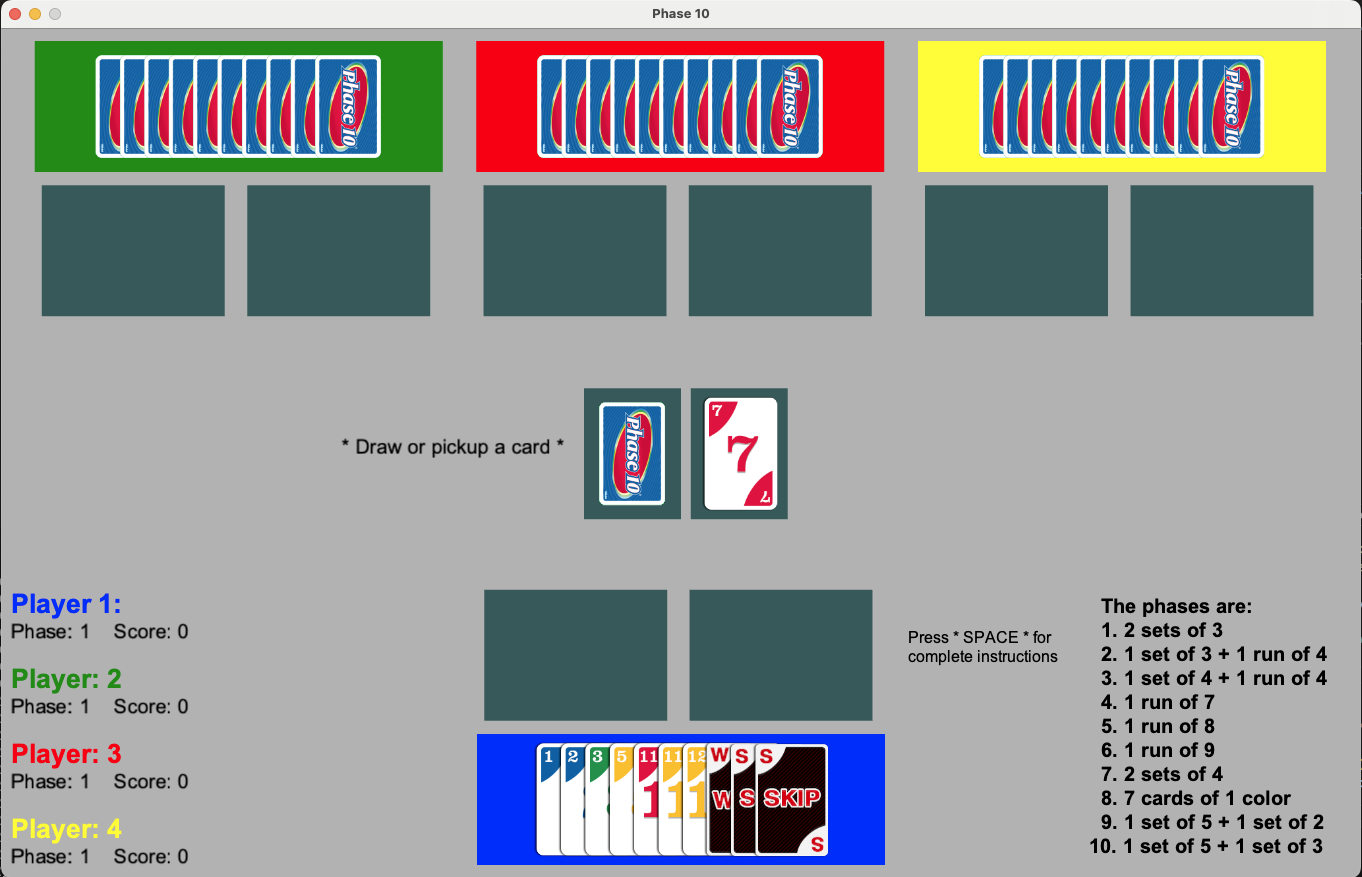 Phase 10
Phase 10
Phase 10
Phase 10
* Draw or pickup a card *
Phase 10
7
7
7
Player 1:
Phase: 1 Score: 0
Player: 2
Phase: 1 Score: 0
Player: 3
Phase: 1 Score: 0
Player: 4
Phase: 1 Score: 0
Press * SPACE * for
complete instructions
The phases are:
1. 2 sets of 3
2. 1 set of 3 + 1 run of 4
3. 1 set of 4 + 1 run of 4
4. 1 run of 7
5. 1 run of 8
6. 1 run of 9
7. 2 sets of 4
8. 7 cards of 1 color
9. 1 set of 5 + 1 set of 2
10. 1 set of 5 + 1 set of 3
1 2 3 5 11 11 12 W S S
1 1 1 W S SKIP
S